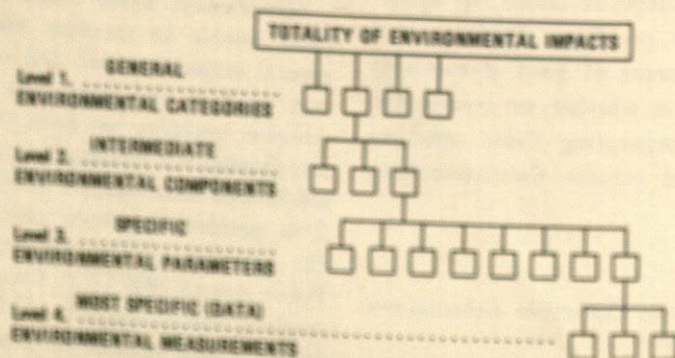 TOTALITY OF ENVIRONMENTAL IMPACTS
Level 1. GENERAL
ENVIRONMENTAL CATEGORIES
Level 2. INTERMEDIATE
ENVIRONMENTAL COMPONENTS
Level 3. SPECIFIC
ENVIRONMENTAL PARAMETERS
Level 4. MOST SPECIFIC (DATA)
ENVIRONMENTAL MEASUREMENTS